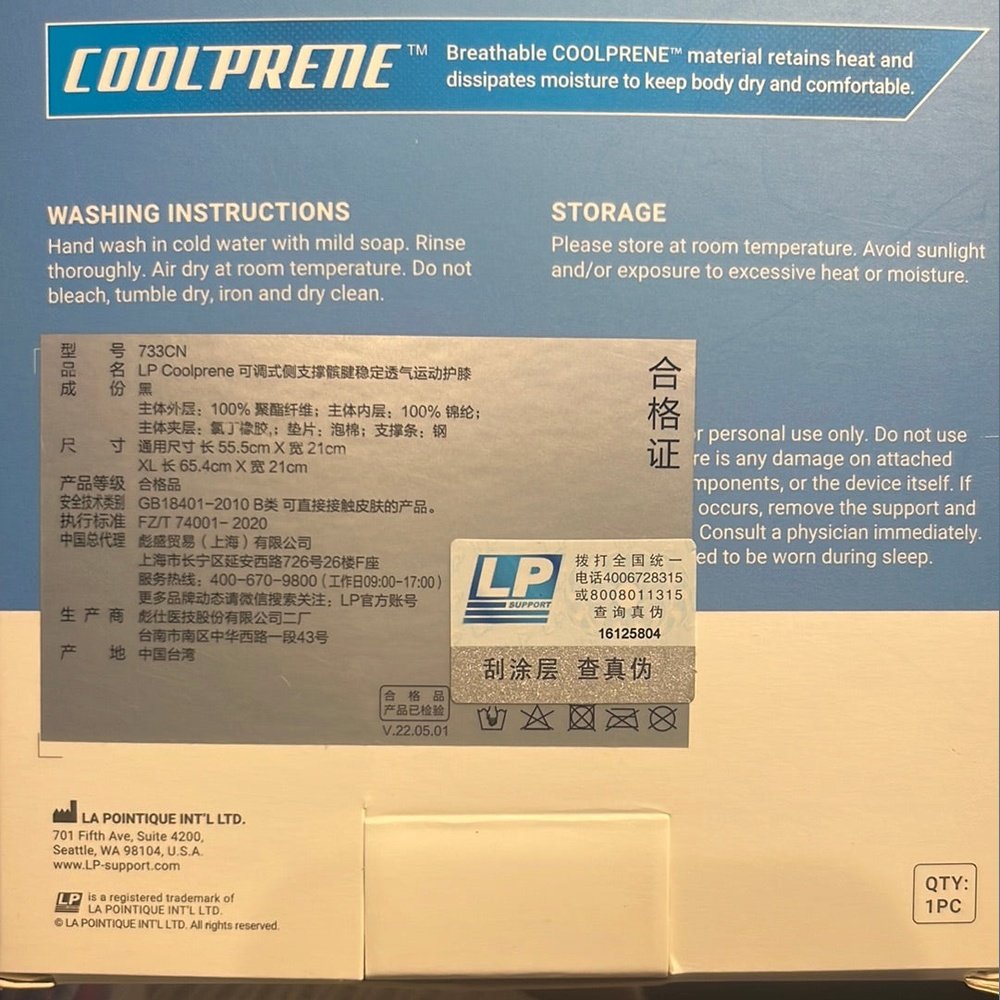 COOLPRENE™
Breathable COOLPRENE™ material retains heat and
dissipates moisture to keep body dry and comfortable.
WASHING INSTRUCTIONS
Hand wash in cold water with mild soap. Rinse
thoroughly. Air dry at room temperature. Do not
bleach, tumble dry, iron and dry clean.
STORAGE
Please store at room temperature. Avoid sunlight
and/or exposure to excessive heat or moisture.
型 号 733CN
品 名 LP Coolprene 可调式侧支撑髌腱稳定透气运动护膝
成 份 黑
主体外层：100% 聚酯纤维；主体内层：100% 锦纶；
主体夹层：氯丁橡胶,；垫片：泡棉；支撑条：钢
尺 寸 通用尺寸 长 55.5cm X 宽 21cm
XL 长 65.4cm X 宽 21cm
产品等级 合格品
安全技术类别 GB18401-2010 B类 可直接接触皮肤的产品。
执行标准 FZ/T 74001- 2020
中国总代理 彪盛贸易（上海）有限公司
上海市长宁区延安西路726号26楼F座
服务热线：400-670-9800（工作日09:00-17:00）
更多品牌动态请微信搜索关注：LP官方账号
生 产 商 彪仕医技股份有限公司二厂
台南市南区中华西路一段43号
产 地 中国台湾
合格证
合 格 品
产品已检验
V.22.05.01
r personal use only. Do not use
re is any damage on attached
mponents, or the device itself. If
occurs, remove the support and
Consult a physician immediately.
ed to be worn during sleep.
LP
SUPPORT
拨打全国统一
电话4006728315
或8008011315
查询真伪
16125804
刮涂层 查真伪
LA POINTIQUE INT'L LTD.
701 Fifth Ave, Suite 4200,
Seattle, WA 98104, U.S.A.
www.LP-support.com
LP is a registered trademark of
LA POINTIQUE INT'L LTD.
© LA POINTIQUE INT'L LTD. All rights reserved.
QTY:
1PC